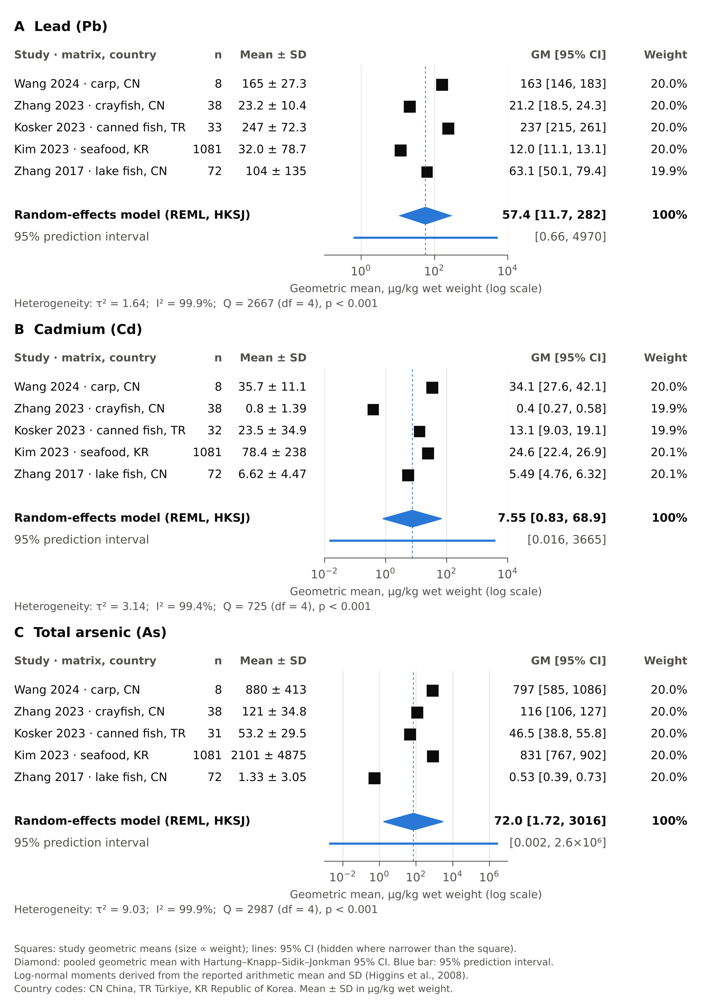 A Lead (Pb)
Study · matrix, country n Mean ± SD GM [95% CI] Weight
Wang 2024 · carp, CN 8 165 ± 27.3 163 [146, 183] 20.0%
Zhang 2023 · crayfish, CN 38 23.2 ± 10.4 21.2 [18.5, 24.3] 20.0%
Kosker 2023 · canned fish, TR 33 247 ± 72.3 237 [215, 261] 20.0%
Kim 2023 · seafood, KR 1081 32.0 ± 78.7 12.0 [11.1, 13.1] 20.0%
Zhang 2017 · lake fish, CN 72 104 ± 135 63.1 [50.1, 79.4] 19.9%
Random-effects model (REML, HKSJ) 57.4 [11.7, 282] 100%
95% prediction interval [0.66, 4970]
10⁰ 10² 10⁴
Geometric mean, µg/kg wet weight (log scale)
Heterogeneity: τ² = 1.64; I² = 99.9%; Q = 2667 (df = 4), p < 0.001
B Cadmium (Cd)
Study · matrix, country n Mean ± SD GM [95% CI] Weight
Wang 2024 · carp, CN 8 35.7 ± 11.1 34.1 [27.6, 42.1] 20.0%
Zhang 2023 · crayfish, CN 38 0.8 ± 1.39 0.4 [0.27, 0.58] 19.9%
Kosker 2023 · canned fish, TR 32 23.5 ± 34.9 13.1 [9.03, 19.1] 19.9%
Kim 2023 · seafood, KR 1081 78.4 ± 238 24.6 [22.4, 26.9] 20.1%
Zhang 2017 · lake fish, CN 72 6.62 ± 4.47 5.49 [4.76, 6.32] 20.1%
Random-effects model (REML, HKSJ) 7.55 [0.83, 68.9] 100%
95% prediction interval [0.016, 3665]
10⁻² 10⁰ 10² 10⁴
Geometric mean, µg/kg wet weight (log scale)
Heterogeneity: τ² = 3.14; I² = 99.4%; Q = 725 (df = 4), p < 0.001
C Total arsenic (As)
Study · matrix, country n Mean ± SD GM [95% CI] Weight
Wang 2024 · carp, CN 8 880 ± 413 797 [585, 1086] 20.0%
Zhang 2023 · crayfish, CN 38 121 ± 34.8 116 [106, 127] 20.0%
Kosker 2023 · canned fish, TR 31 53.2 ± 29.5 46.5 [38.8, 55.8] 20.0%
Kim 2023 · seafood, KR 1081 2101 ± 4875 831 [767, 902] 20.0%
Zhang 2017 · lake fish, CN 72 1.33 ± 3.05 0.53 [0.39, 0.73] 20.0%
Random-effects model (REML, HKSJ) 72.0 [1.72, 3016] 100%
95% prediction interval [0.002, 2.6×10⁶]
10⁻² 10⁰ 10² 10⁴ 10⁶
Geometric mean, µg/kg wet weight (log scale)
Heterogeneity: τ² = 9.03; I² = 99.9%; Q = 2987 (df = 4), p < 0.001
Squares: study geometric means (size ∝ weight); lines: 95% CI (hidden where narrower than the square).
Diamond: pooled geometric mean with Hartung–Knapp–Sidik–Jonkman 95% CI. Blue bar: 95% prediction interval.
Log-normal moments derived from the reported arithmetic mean and SD (Higgins et al., 2008).
Country codes: CN China, TR Türkiye, KR Republic of Korea. Mean ± SD in µg/kg wet weight.